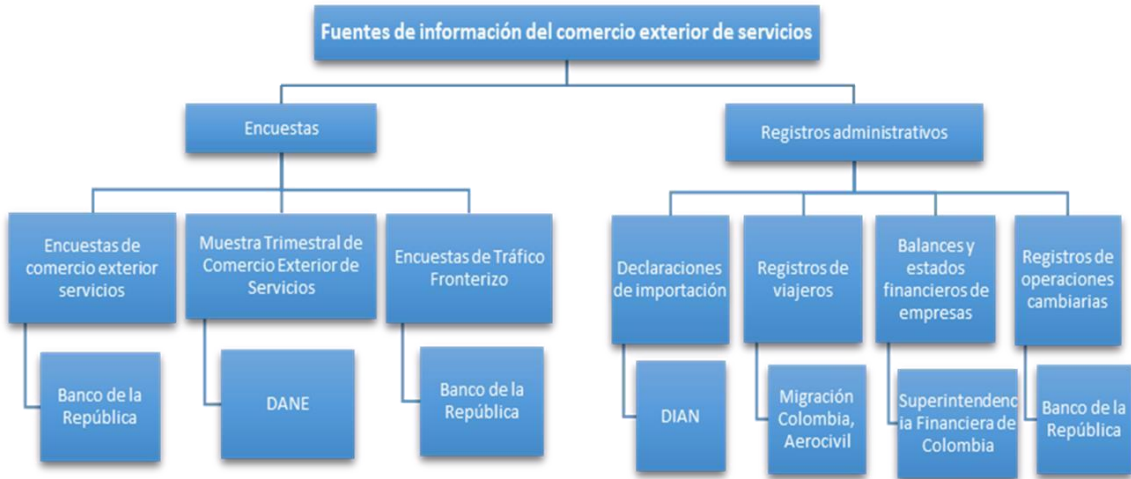 Fuentes de información del comercio exterior de servicios
Encuestas
Registros administrativos
Encuestas de
comercio exterior
servicios
Muestra Trimestral de
Comercio Exterior de
Servicios
Encuestas de Tráfico
Fronterizo
Declaraciones
de importación
Registros de
viajeros
Balances y
estados
financieros de
empresas
Registros de
operaciones
cambiarias
Banco de la
República
DANE
Banco de la
República
DIAN
Migración
Colombia,
Aerocivil
Superintendenc
ia Financiera de
Colombia
Banco de la
República